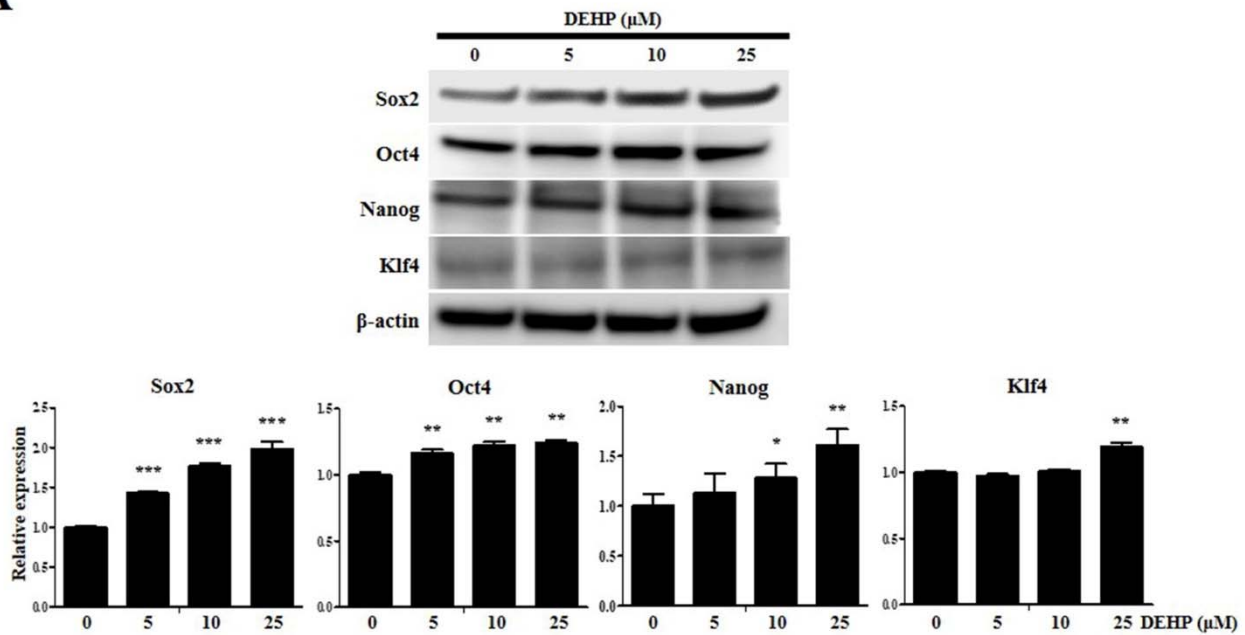 DEHP (μM)
0 5 10 25
Sox2
Oct4
Nanog
Klf4
β-actin
Sox2 Oct4 Nanog Klf4
Relative expression
2.5
2.0
1.5
1.0
0.5
0.0
***
***
***
0 5 10 25
1.5
1.0
0.5
0.0
**
**
**
0 5 10 25
2.0
1.5
1.0
0.5
0.0
*
**
0 5 10 25
1.5
1.0
0.5
0.0
**
0 5 10 25 DEHP (μM)